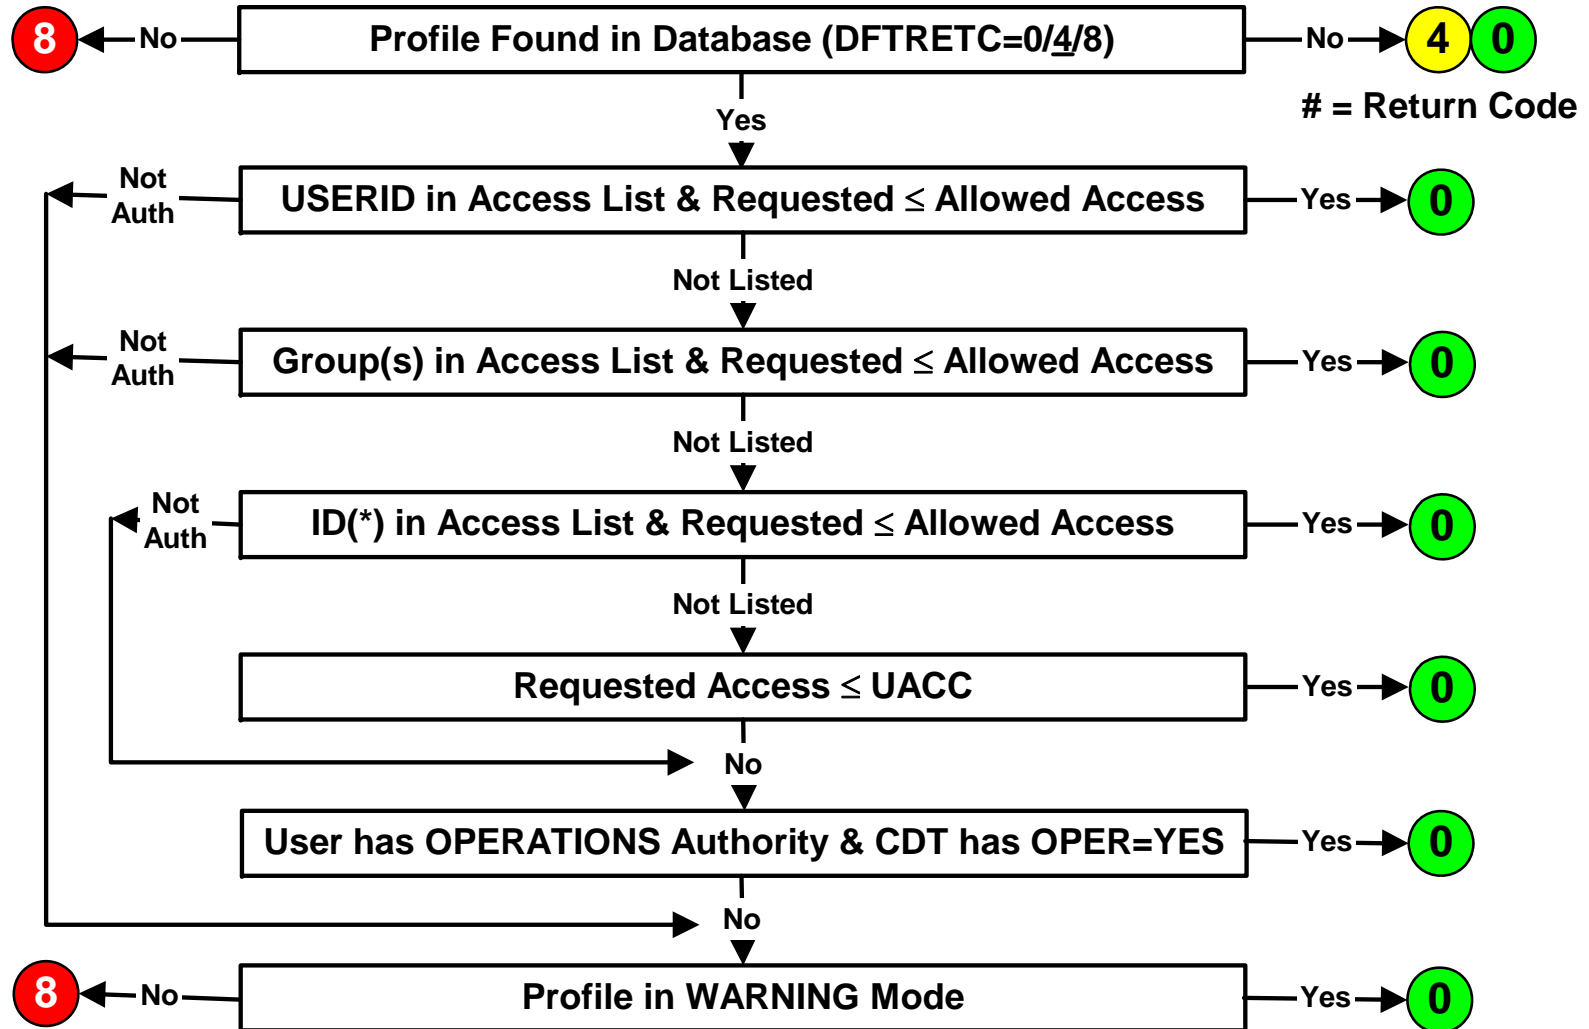 8
No
Profile Found in Database (DFTRETC=0/4/8)
No
4
0
# = Return Code
Yes
Not
Auth
USERID in Access List & Requested ≤ Allowed Access
Yes
0
Not Listed
Not
Auth
Group(s) in Access List & Requested ≤ Allowed Access
Yes
0
Not Listed
Not
Auth
ID(*) in Access List & Requested ≤ Allowed Access
Yes
0
Not Listed
Requested Access ≤ UACC
Yes
0
No
User has OPERATIONS Authority & CDT has OPER=YES
Yes
0
No
8
No
Profile in WARNING Mode
Yes
0